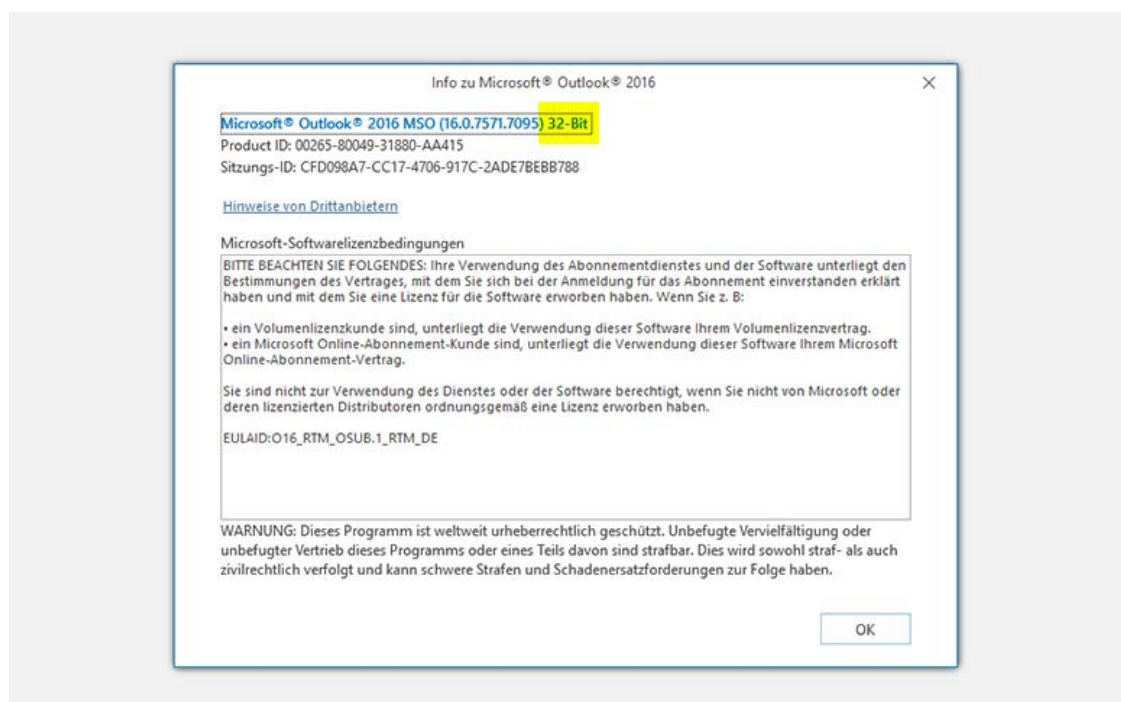 Info zu Microsoft® Outlook® 2016
Microsoft® Outlook® 2016 MSO (16.0.7571.7095) 32-Bit
Product ID: 00265-80049-31880-AA415
Sitzungs-ID: CFD098A7-CC17-4706-917C-2ADE7BEBB788
Hinweise von Drittanbietern
Microsoft-Softwarelizenzbedingungen
BITTE BEACHTEN SIE FOLGENDES: Ihre Verwendung des Abonnementdienstes und der Software unterliegt den
Bestimmungen des Vertrages, mit dem Sie sich bei der Anmeldung für das Abonnement einverstanden erklärt
haben und mit dem Sie eine Lizenz für die Software erworben haben. Wenn Sie z. B:
• ein Volumenlizenzkunde sind, unterliegt die Verwendung dieser Software Ihrem Volumenlizenzvertrag.
• ein Microsoft Online-Abonnement-Kunde sind, unterliegt die Verwendung dieser Software Ihrem Microsoft
Online-Abonnement-Vertrag.
Sie sind nicht zur Verwendung des Dienstes oder der Software berechtigt, wenn Sie nicht von Microsoft oder
deren lizenzierten Distributoren ordnungsgemäß eine Lizenz erworben haben.
EULAID:O16_RTM_OSUB.1_RTM_DE
WARNUNG: Dieses Programm ist weltweit urheberrechtlich geschützt. Unbefugte Vervielfältigung oder
unbefugter Vertrieb dieses Programms oder eines Teils davon sind strafbar. Dies wird sowohl straf- als auch
zivilrechtlich verfolgt und kann schwere Strafen und Schadenersatzforderungen zur Folge haben.
OK